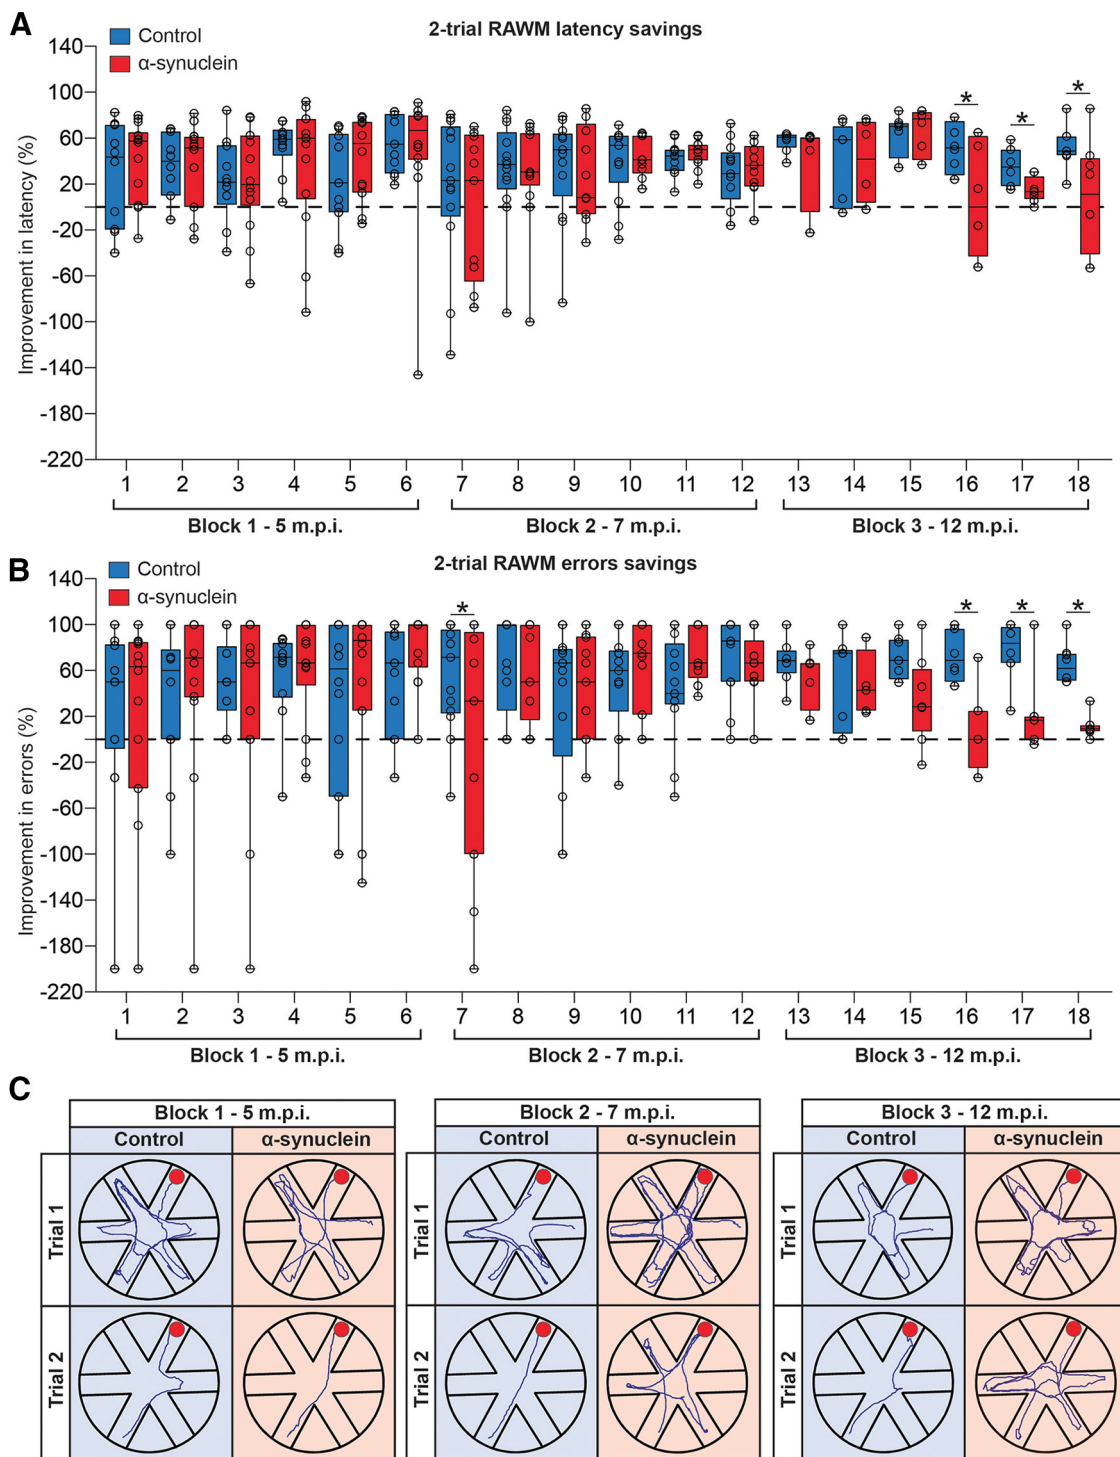 A
2-trial RAWM latency savings
Control
α-synuclein
Improvement in latency (%)
140
100
60
20
-20
-60
-100
-140
-180
-220
* * *
1 2 3 4 5 6 7 8 9 10 11 12 13 14 15 16 17 18
Block 1 - 5 m.p.i. Block 2 - 7 m.p.i. Block 3 - 12 m.p.i.
B
2-trial RAWM errors savings
Control
α-synuclein
Improvement in errors (%)
140
100
60
20
-20
-60
-100
-140
-180
-220
* * * *
1 2 3 4 5 6 7 8 9 10 11 12 13 14 15 16 17 18
Block 1 - 5 m.p.i. Block 2 - 7 m.p.i. Block 3 - 12 m.p.i.
C
Block 1 - 5 m.p.i. Block 2 - 7 m.p.i. Block 3 - 12 m.p.i.
Control α-synuclein Control α-synuclein Control α-synuclein
Trial 1 Trial 1 Trial 1
Trial 2 Trial 2 Trial 2